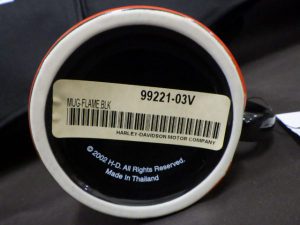 99221-03V
MUG-FLAME.BLK
HARLEY-DAVIDSON MOTOR COMPANY
© 2002 H-D. All Rights Reserved.
Made in Thailand